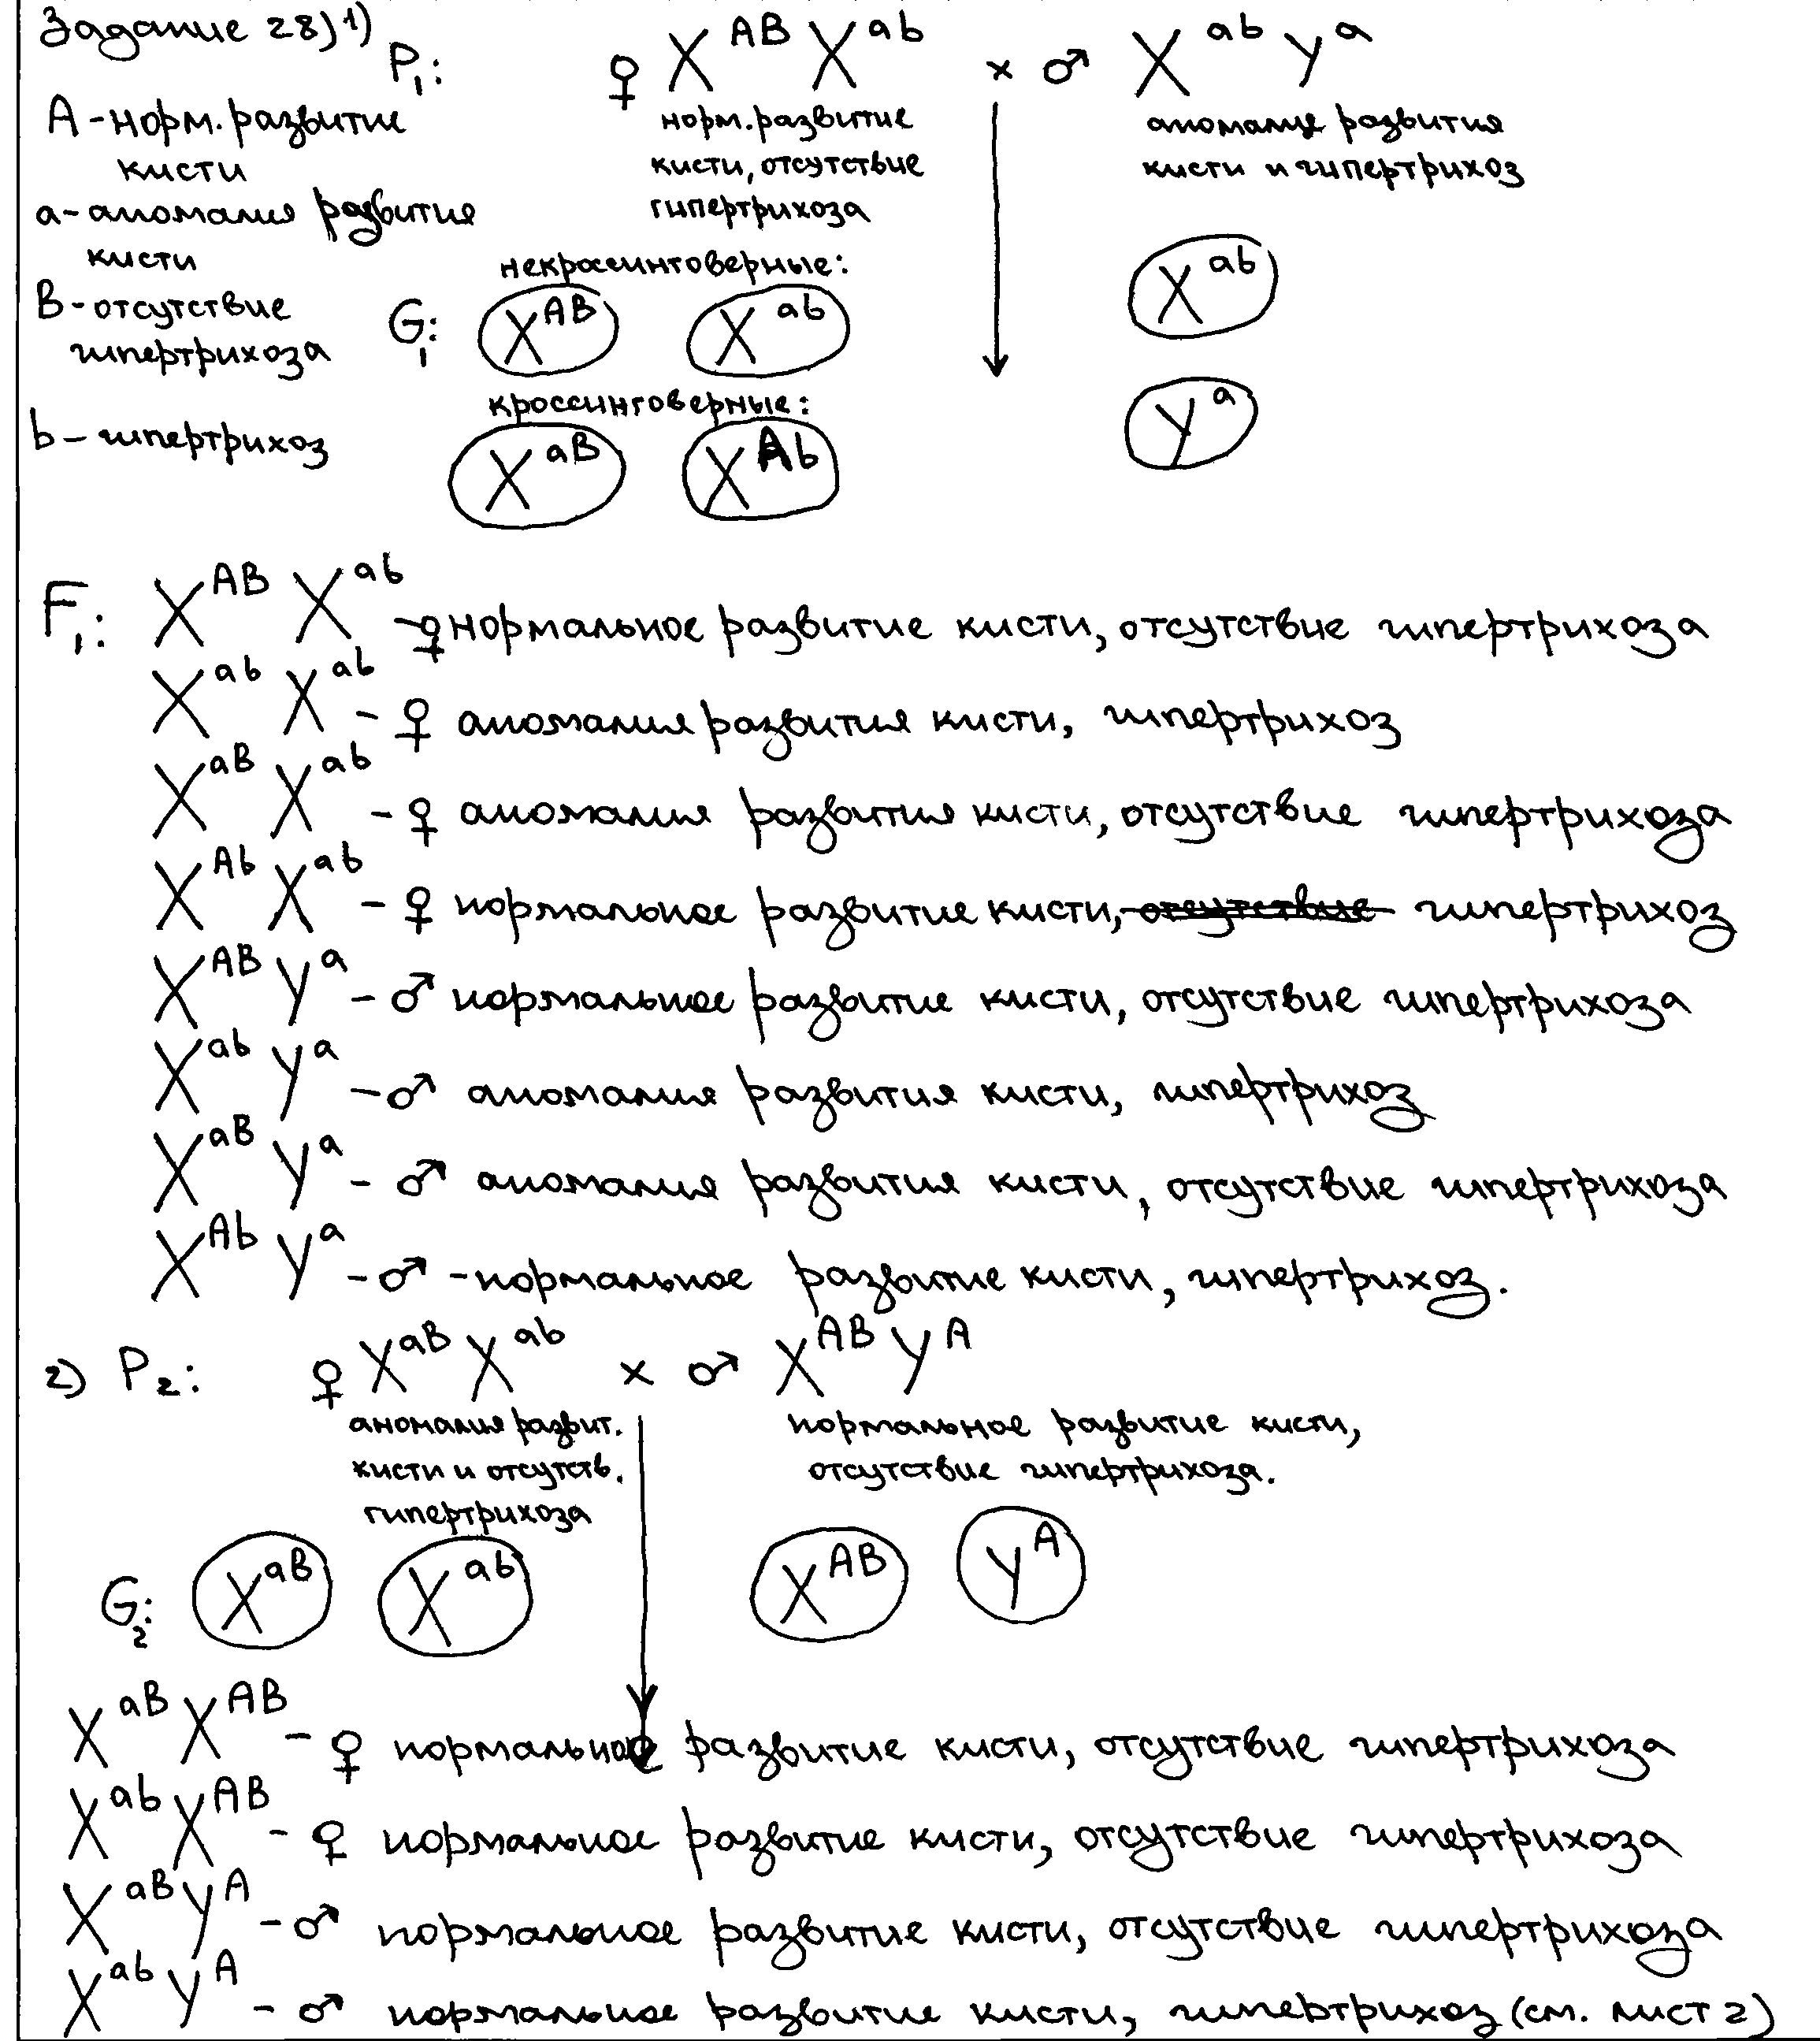 Задание 28) 1)
P₁: ♀ X^AB X^ab × ♂ X^ab Y^a
А - норм. развитие кисти
а - аномалия развития кисти
В - отсутствие гипертрихоза
b - гипертрихоз
норм. развитие
кисти, отсутствие
гипертрихоза
аномалия развития
кисти и гипертрихоз
некроссинговерные:
G₁: X^AB X^ab X^ab
кроссинговерные:
X^aB X^Ab Y^a
F₁: X^AB X^ab - ♀ нормальное развитие кисти, отсутствие гипертрихоза
X^ab X^ab - ♀ аномалия развития кисти, гипертрихоз
X^aB X^ab - ♀ аномалия развития кисти, отсутствие гипертрихоза
X^Ab X^ab - ♀ нормальное развитие кисти, отсутствие гипертрихоз
X^AB Y^a - ♂ нормальное развитие кисти, отсутствие гипертрихоза
X^ab Y^a - ♂ аномалия развития кисти, гипертрихоз
X^aB Y^a - ♂ аномалия развития кисти, отсутствие гипертрихоза
X^Ab Y^a - ♂ - нормальное развитие кисти, гипертрихоз.
2) P₂: ♀ X^aB X^ab × ♂ X^AB Y^A
аномалия развит.
кисти и отсутств.
гипертрихоза
нормальное развитие кисти,
отсутствие гипертрихоза.
G₂: X^aB X^ab X^AB Y^A
X^aB X^AB - ♀ нормальное развитие кисти, отсутствие гипертрихоза
X^ab X^AB - ♀ нормальное развитие кисти, отсутствие гипертрихоза
X^aB Y^A - ♂ нормальное развитие кисти, отсутствие гипертрихоза
X^ab Y^A - ♂ нормальное развитие кисти, гипертрихоз (см. лист 2)